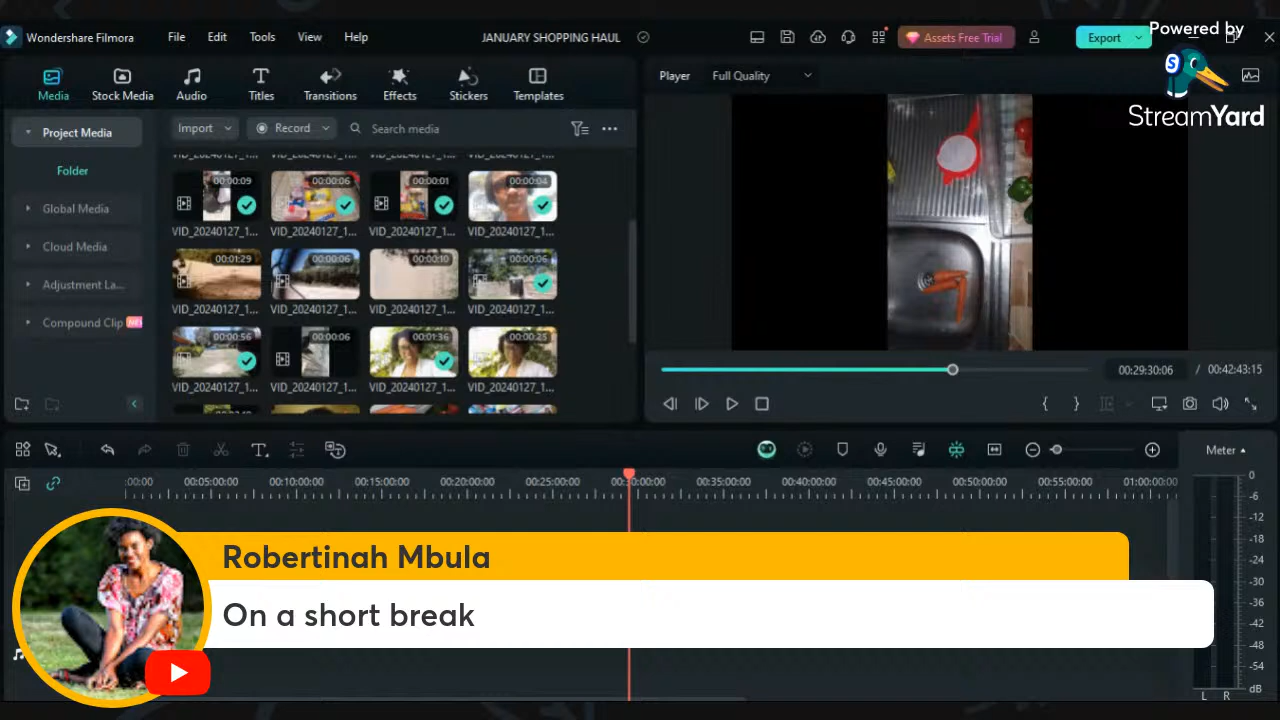 Wondershare Filmora File Edit Tools View Help JANUARY SHOPPING HAUL Assets Free Trial Export
Powered by
StreamYard
Media Stock Media Audio Titles Transitions Effects Stickers Templates
Player Full Quality
Project Media
Import Record Search media
Folder
Global Media
Cloud Media
Adjustment La...
Compound Clip
00:00:09 00:00:06 00:00:01 00:00:04
VID_20240127_1... VID_20240127_1... VID_20240127_1... VID_20240127_1...
00:01:29 00:00:06 00:00:10 00:00:06
VID_20240127_1... VID_20240127_1... VID_20240127_1... VID_20240127_1...
00:00:56 00:00:06 00:01:36 00:00:25
VID_20240127_1... VID_20240127_1... VID_20240127_1... VID_20240127_1...
00:29:30:06 / 00:42:43:15
Meter
:00:00 00:05:00:00 00:10:00:00 00:15:00:00 00:20:00:00 00:25:00:00 00:30:00:00 00:35:00:00 00:40:00:00 00:45:00:00 00:50:00:00 00:55:00:00 01:00:00:00
0
-6
-12
-18
-24
-30
-36
-42
-48
-54
dB
L R
Robertinah Mbula
On a short break